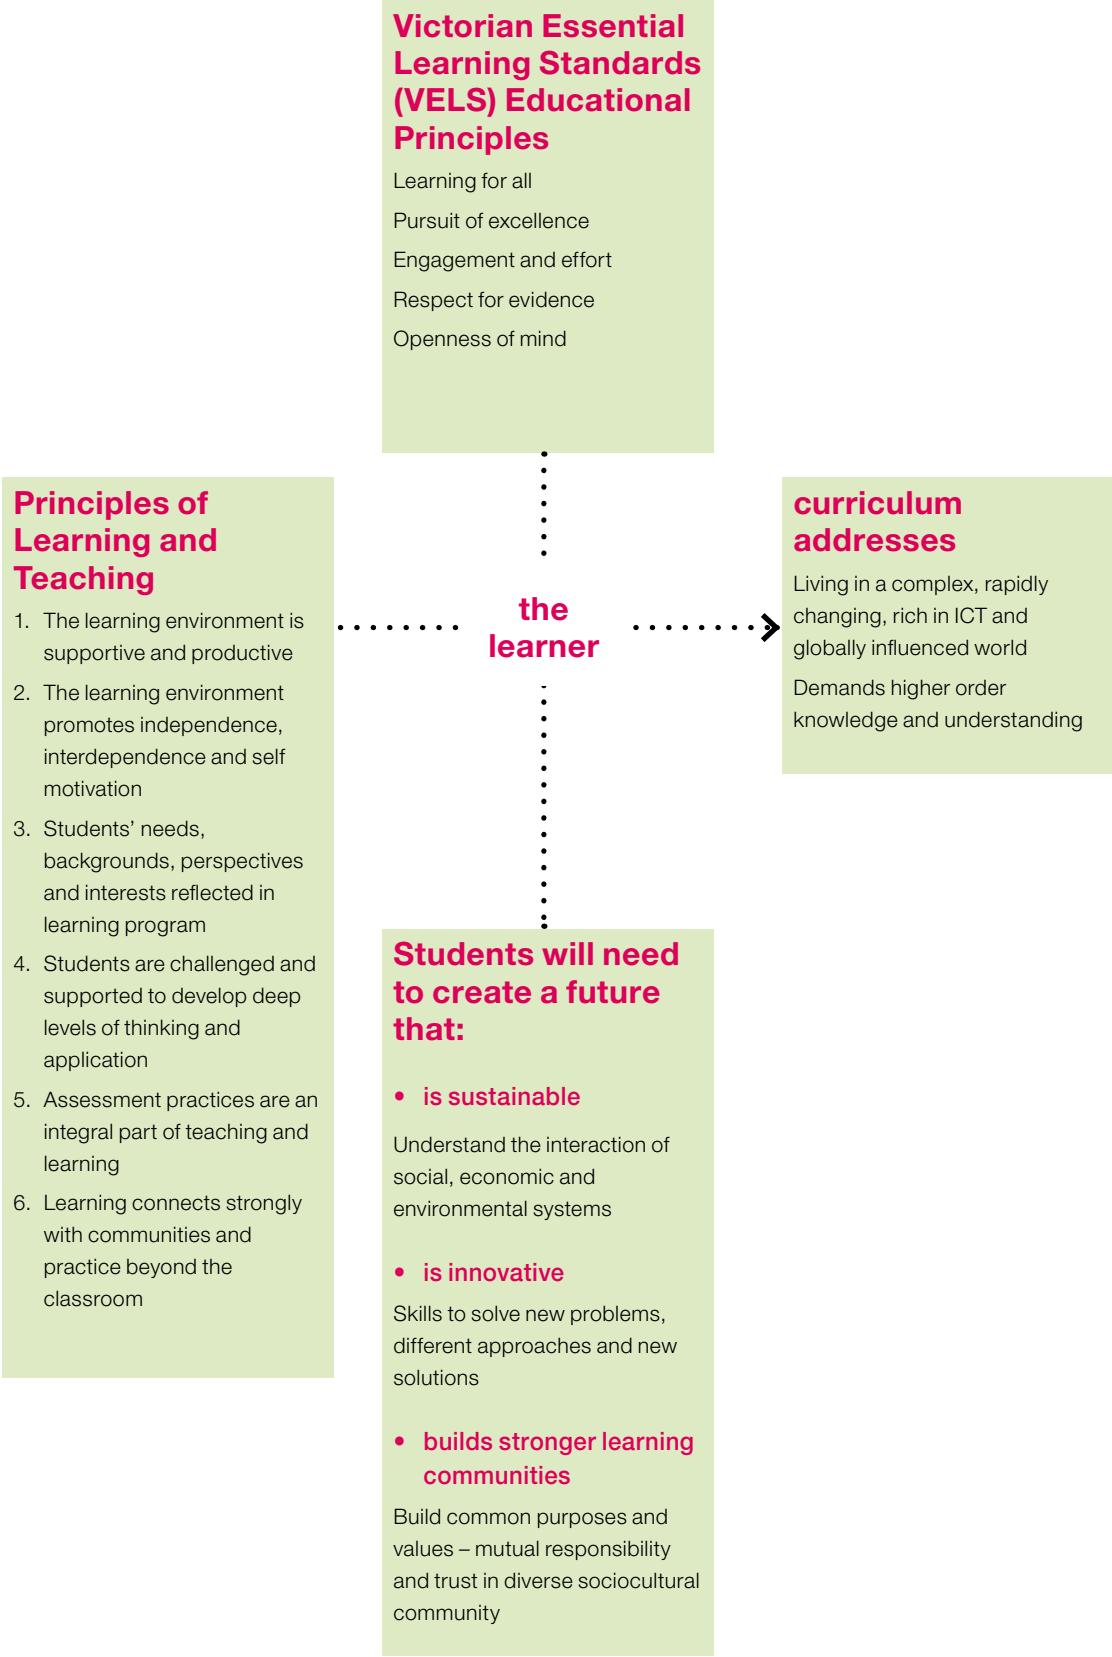 Victorian Essential
Learning Standards
(VELS) Educational
Principles
Learning for all
Pursuit of excellence
Engagement and effort
Respect for evidence
Openness of mind
Principles of
Learning and
Teaching
1. The learning environment is
supportive and productive
2. The learning environment
promotes independence,
interdependence and self
motivation
3. Students’ needs,
backgrounds, perspectives
and interests reflected in
learning program
4. Students are challenged and
supported to develop deep
levels of thinking and
application
5. Assessment practices are an
integral part of teaching and
learning
6. Learning connects strongly
with communities and
practice beyond the
classroom
the
learner
curriculum
addresses
Living in a complex, rapidly
changing, rich in ICT and
globally influenced world
Demands higher order
knowledge and understanding
Students will need
to create a future
that:
• is sustainable
Understand the interaction of
social, economic and
environmental systems
• is innovative
Skills to solve new problems,
different approaches and new
solutions
• builds stronger learning
communities
Build common purposes and
values – mutual responsibility
and trust in diverse sociocultural
community